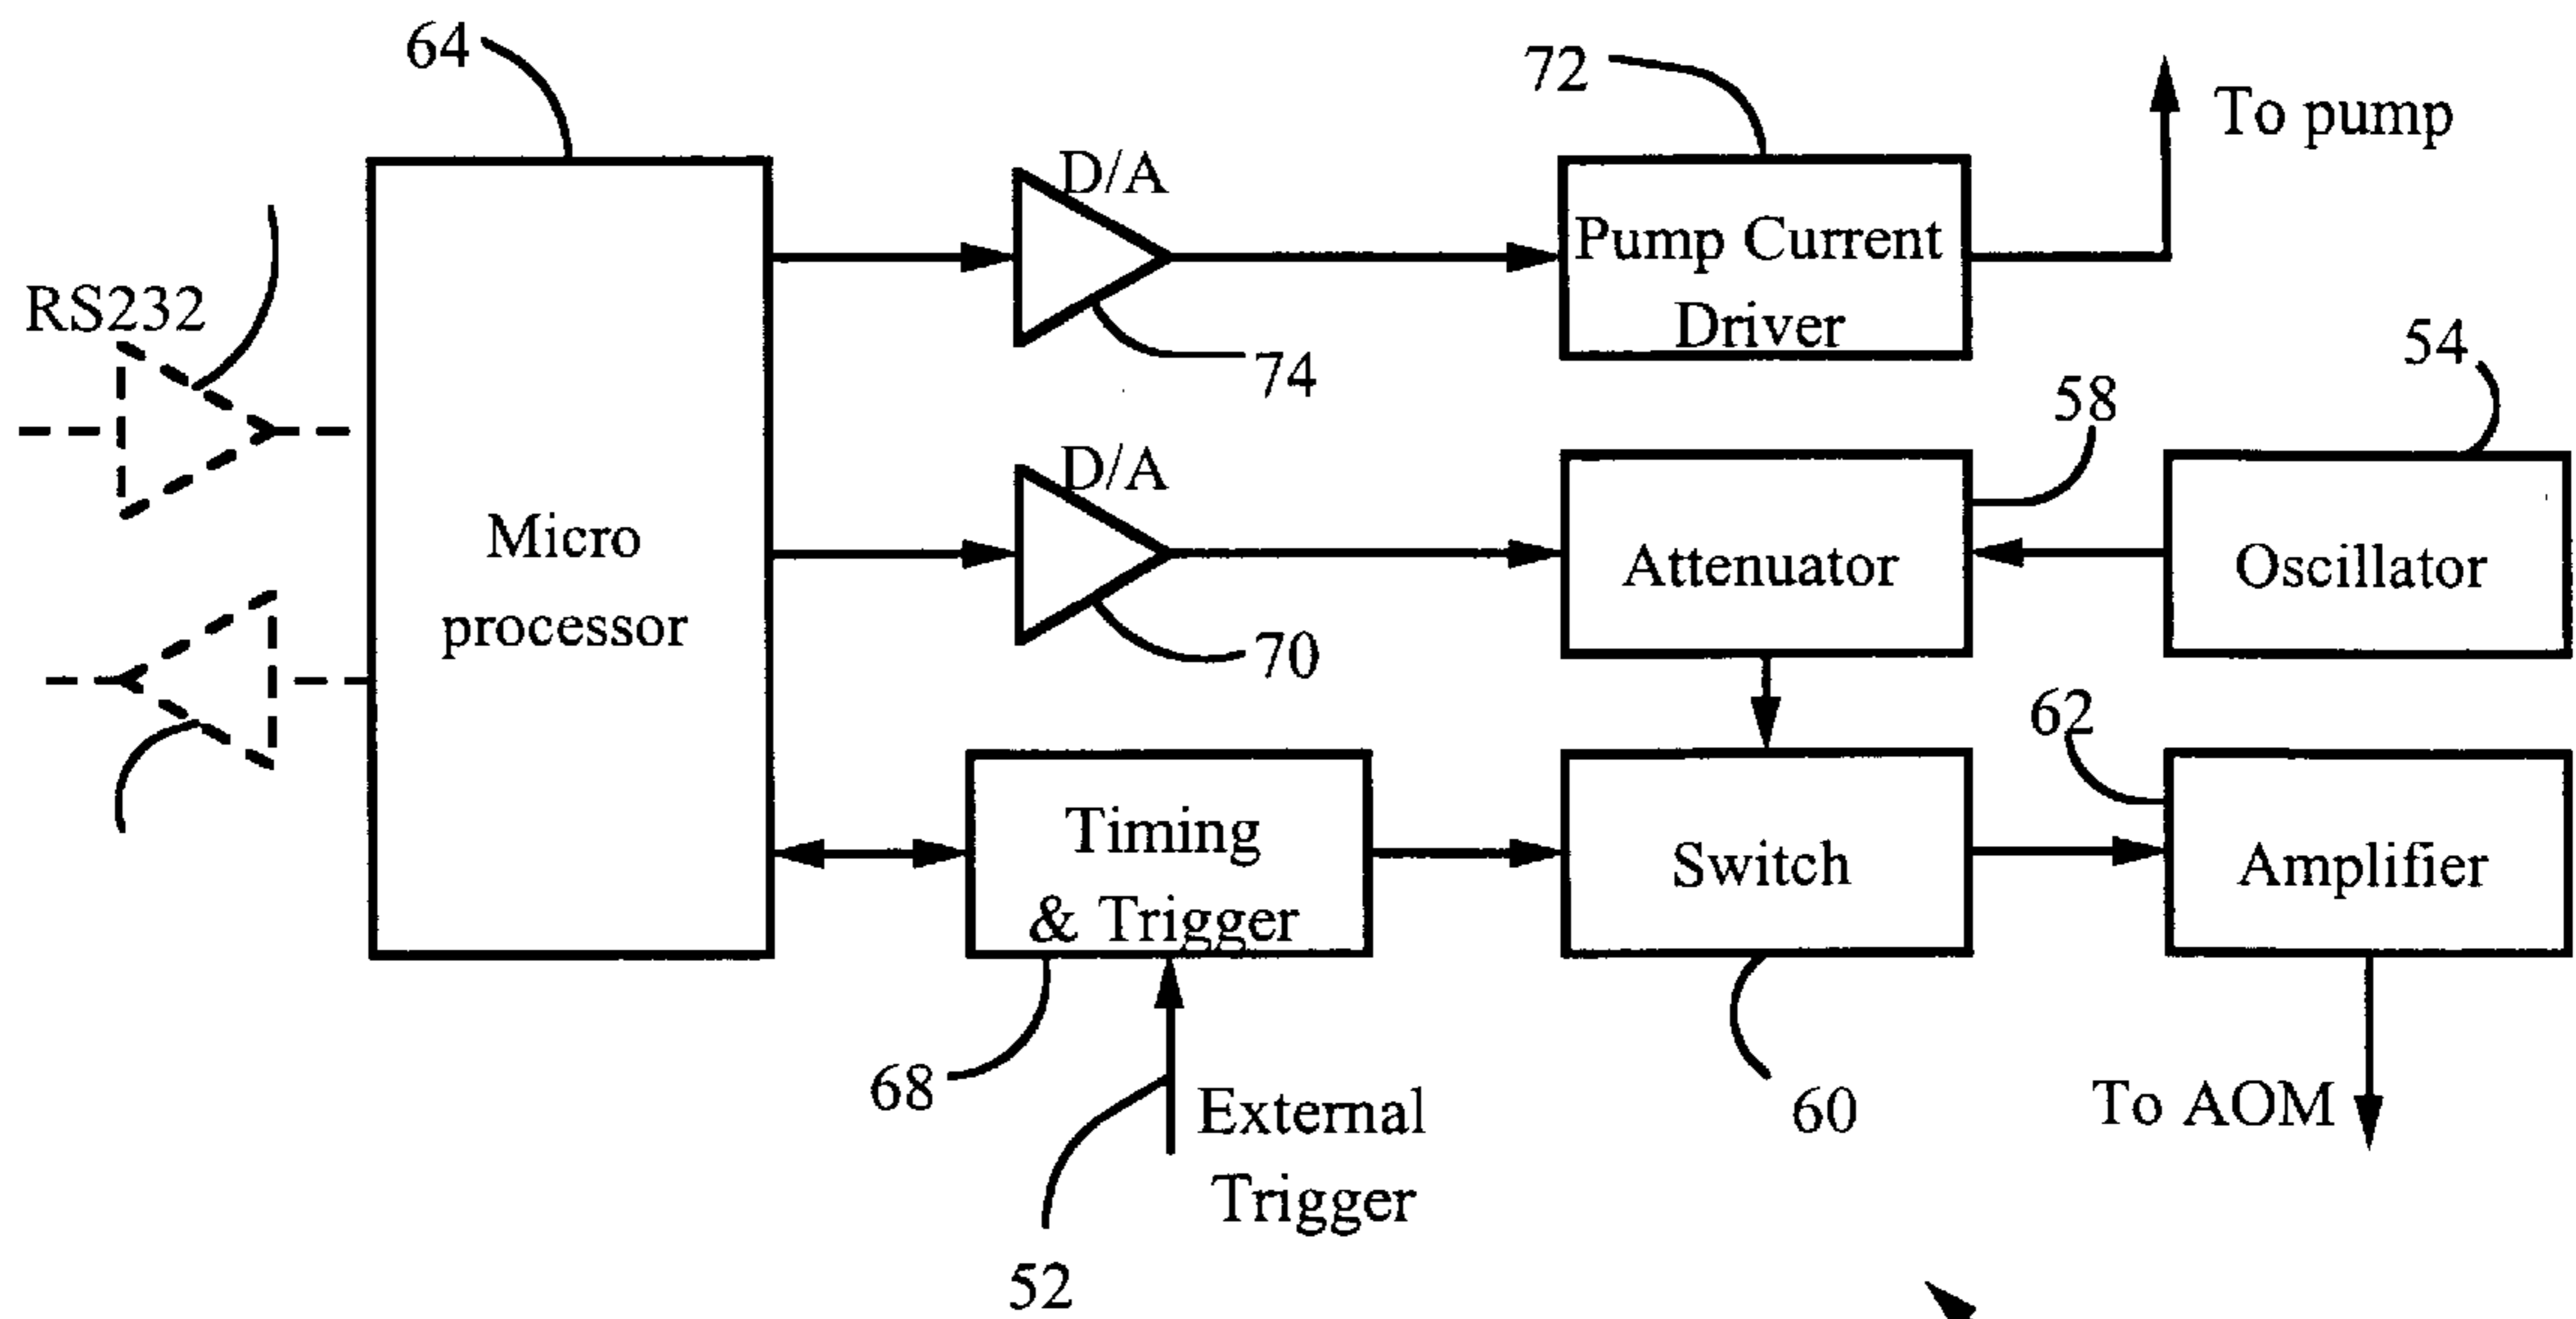 64
72
To pump
D/A
RS232
Pump Current
Driver
74
54
58
D/A
Micro
processor
Attenuator
Oscillator
70
62
Timing
& Trigger
Switch
Amplifier
68
External
Trigger
60
To AOM
52